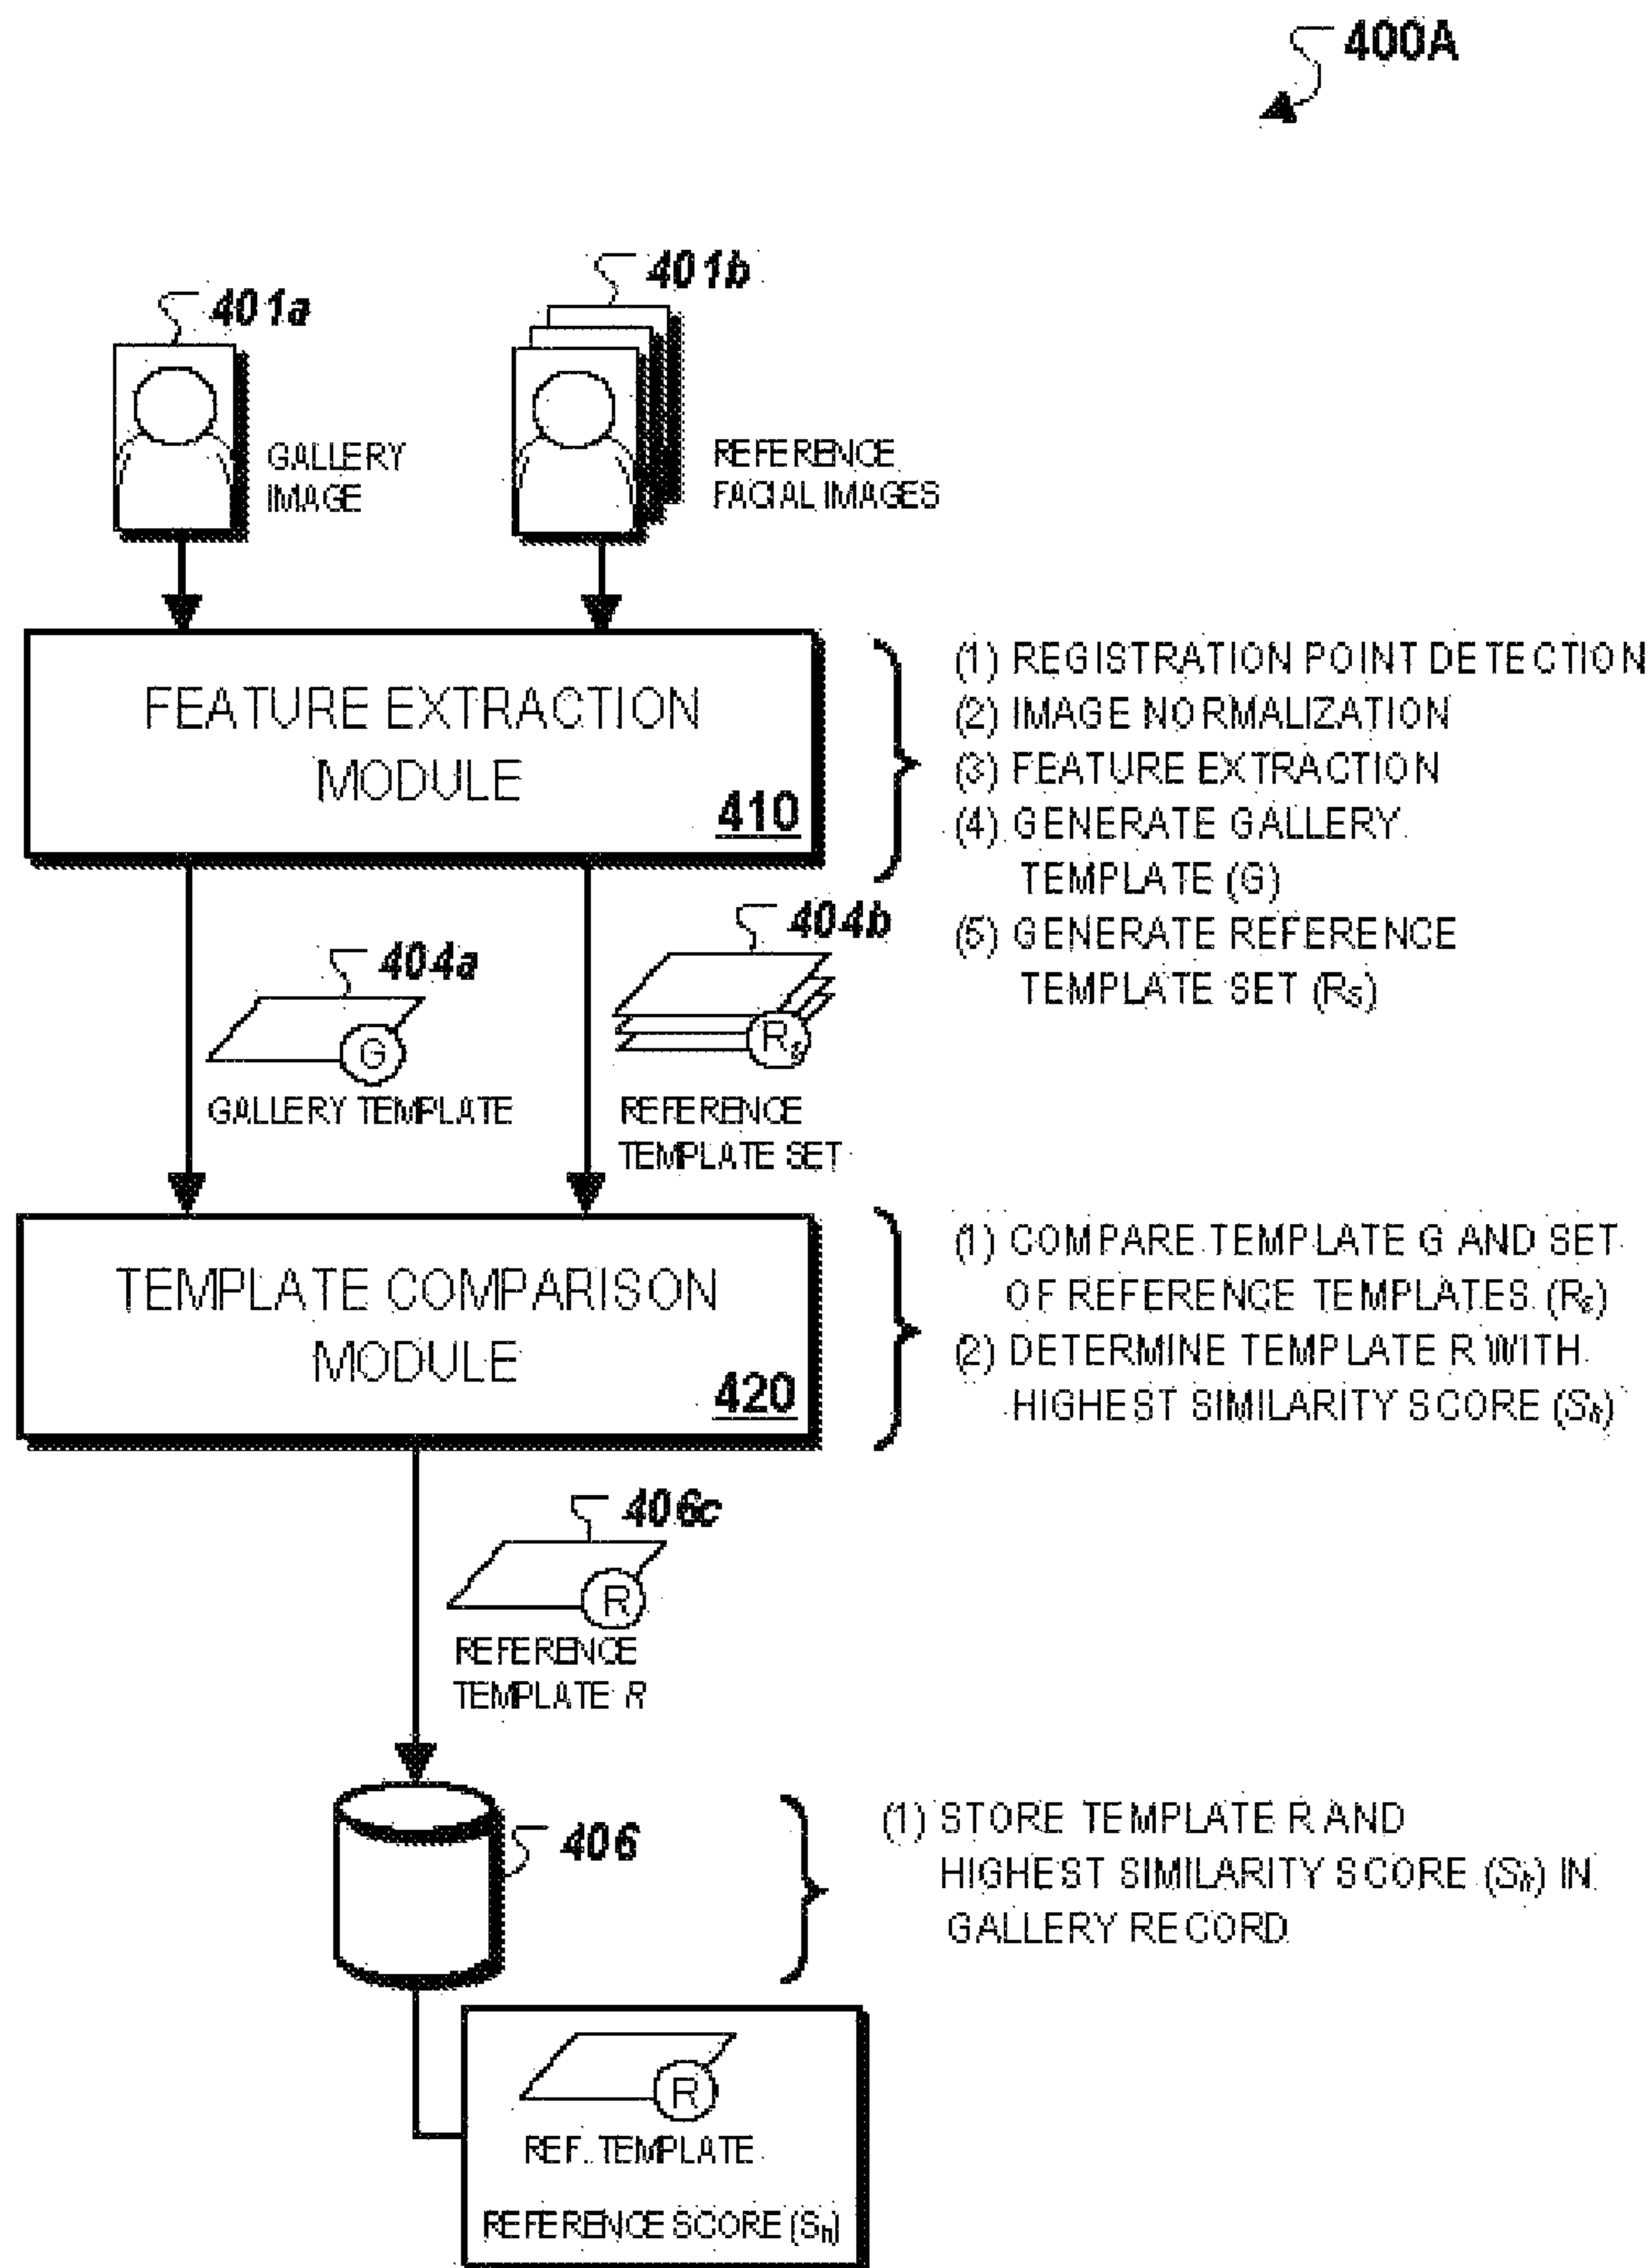 400A
401a
401b
GALLERY
IMAGE
REFERENCE
FACIAL IMAGES
FEATURE EXTRACTION
MODULE
410
(1) REGISTRATION POINT DETECTION
(2) IMAGE NORMALIZATION
(3) FEATURE EXTRACTION
(4) GENERATE GALLERY
TEMPLATE (G)
(5) GENERATE REFERENCE
TEMPLATE SET (Rs)
404a
G
GALLERY TEMPLATE
404b
Rs
REFERENCE
TEMPLATE SET
TEMPLATE COMPARISON
MODULE
420
(1) COMPARE TEMPLATE G AND SET
OF REFERENCE TEMPLATES (Rs)
(2) DETERMINE TEMPLATE R WITH
HIGHEST SIMILARITY SCORE (Sh)
406c
R
REFERENCE
TEMPLATE R
406
(1) STORE TEMPLATE R AND
HIGHEST SIMILARITY SCORE (Sh) IN
GALLERY RECORD
R
REF. TEMPLATE
REFERENCE SCORE (Sh)